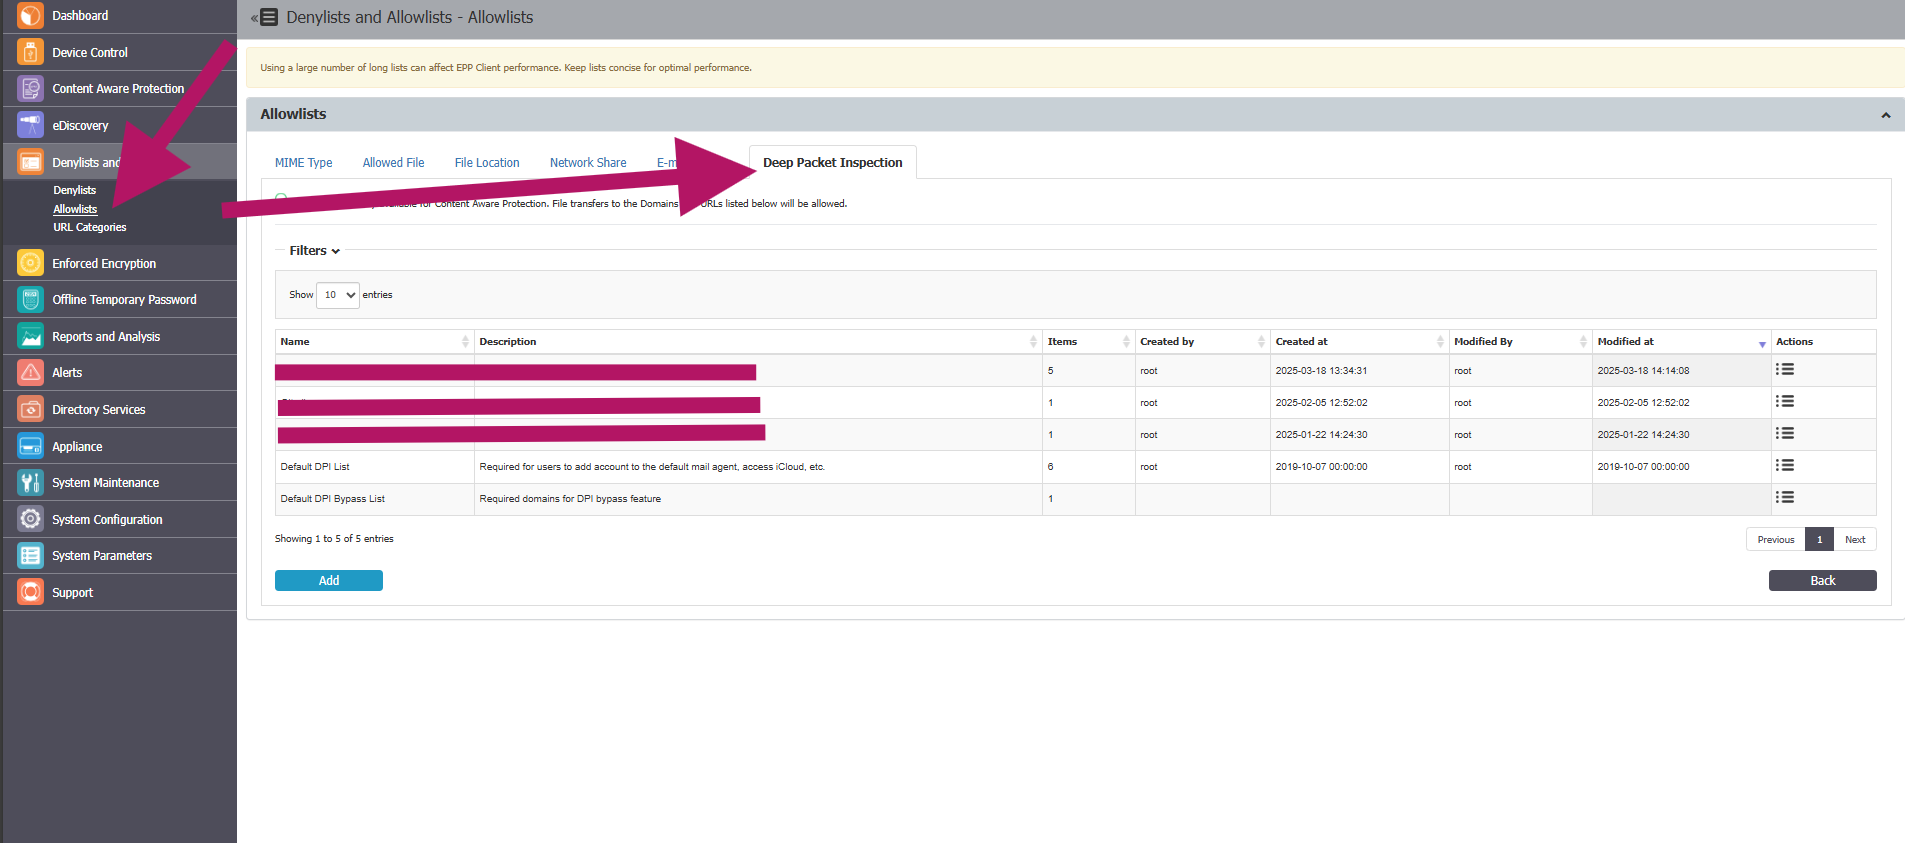 Dashboard
Device Control
Content Aware Protection
eDiscovery
Denylists and
Denylists
Allowlists
URL Categories
Enforced Encryption
Offline Temporary Password
Reports and Analysis
Alerts
Directory Services
Appliance
System Maintenance
System Configuration
System Parameters
Support
« Denylists and Allowlists - Allowlists
Using a large number of long lists can affect EPP Client performance. Keep lists concise for optimal performance.
Allowlists
MIME Type Allowed File File Location Network Share E-m Deep Packet Inspection
for Content Aware Protection. File transfers to the Domains URLs listed below will be allowed.
Filters
Show 10 entries
Name Description Items Created by Created at Modified By Modified at Actions
5 root 2025-03-18 13:34:31 root 2025-03-18 14:14:08
1 root 2025-02-05 12:52:02 root 2025-02-05 12:52:02
1 root 2025-01-22 14:24:30 root 2025-01-22 14:24:30
Default DPI List Required for users to add account to the default mail agent, access iCloud, etc. 6 root 2019-10-07 00:00:00 root 2019-10-07 00:00:00
Default DPI Bypass List Required domains for DPI bypass feature 1
Showing 1 to 5 of 5 entries
Previous 1 Next
Add Back